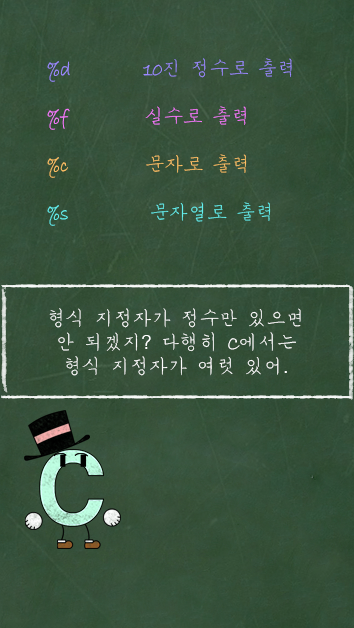 %d 10진 정수로 출력
%f 실수로 출력
%c 문자로 출력
%s 문자열로 출력
형식 지정자가 정수만 있으면
안 되겠지? 다행히 C에서는
형식 지정자가 여럿 있어.
C